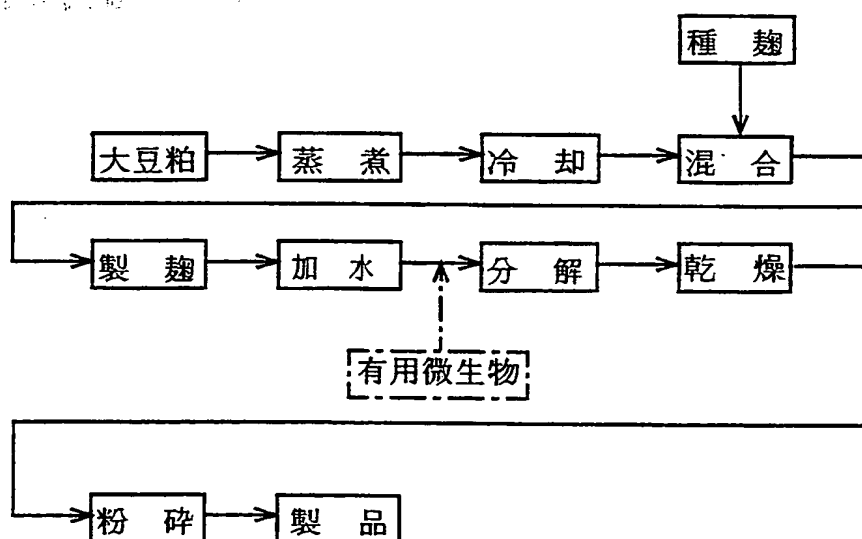 種麹
大豆粕 蒸煮 冷却 混合
製麹 加水 分解 乾燥
有用微生物
粉砕 製品